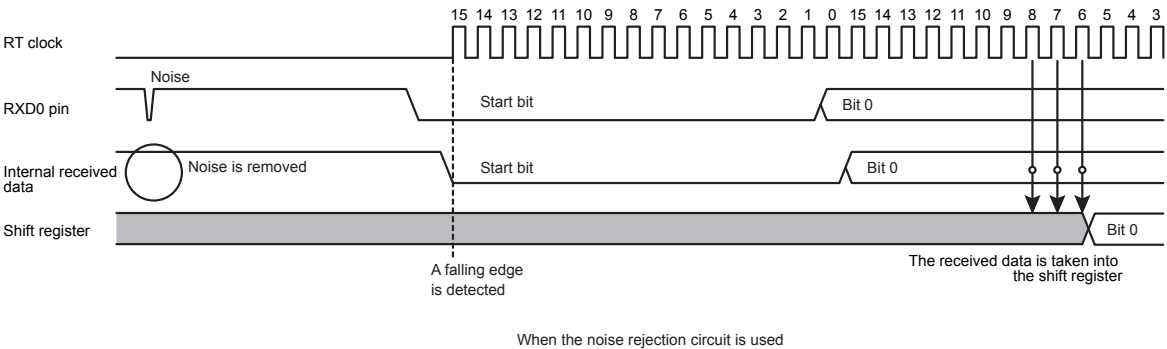 15 14 13 12 11 10 9 8 7 6 5 4 3 2 1 0 15 14 13 12 11 10 9 8 7 6 5 4 3
RT clock
Noise
RXD0 pin
Start bit
Bit 0
Internal received
data
Noise is removed
Start bit
Bit 0
Shift register
Bit 0
A falling edge
is detected
The received data is taken into
the shift register
When the noise rejection circuit is used